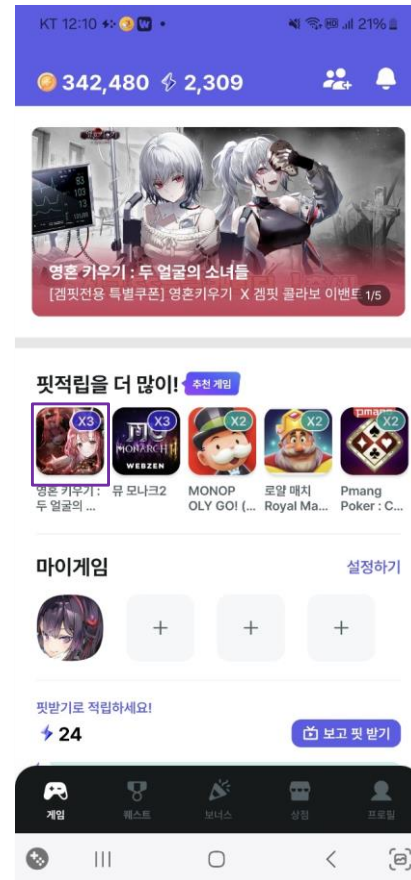 KT 12:10
21%
342,480 2,309
영혼 키우기 : 두 얼굴의 소녀들
[겜핏전용 특별쿠폰] 영혼키우기 X 겜핏 콜라보 이벤트 1/5
핏적립을 더 많이! 추천 게임
X3 X3 X2 X2 X2
MONARCH II
WEBZEN
pmang
영혼 키우기 :
두 얼굴의 ...
뮤 모나크2
MONOP
OLY GO! (...
로얄 매치
Royal Ma...
Pmang
Poker : C...
마이게임 설정하기
+ + +
핏받기로 적립하세요!
24 보고 핏 받기
게임 퀘스트 보너스 상점 프로필